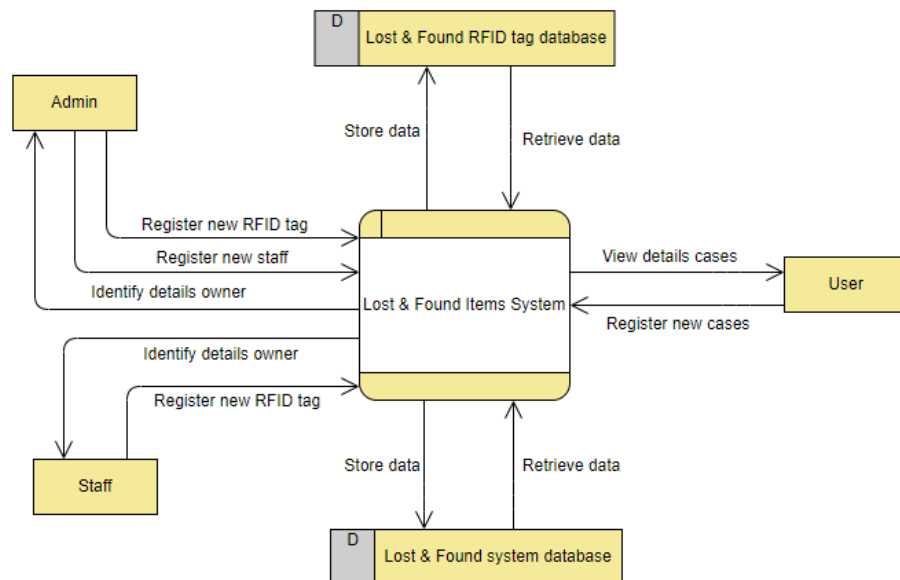 D
Lost & Found RFID tag database
Admin
Store data
Retrieve data
Register new RFID tag
Register new staff
View details cases
Identify details owner
User
Lost & Found Items System
Register new cases
Identify details owner
Register new RFID tag
Store data
Retrieve data
Staff
D
Lost & Found system database